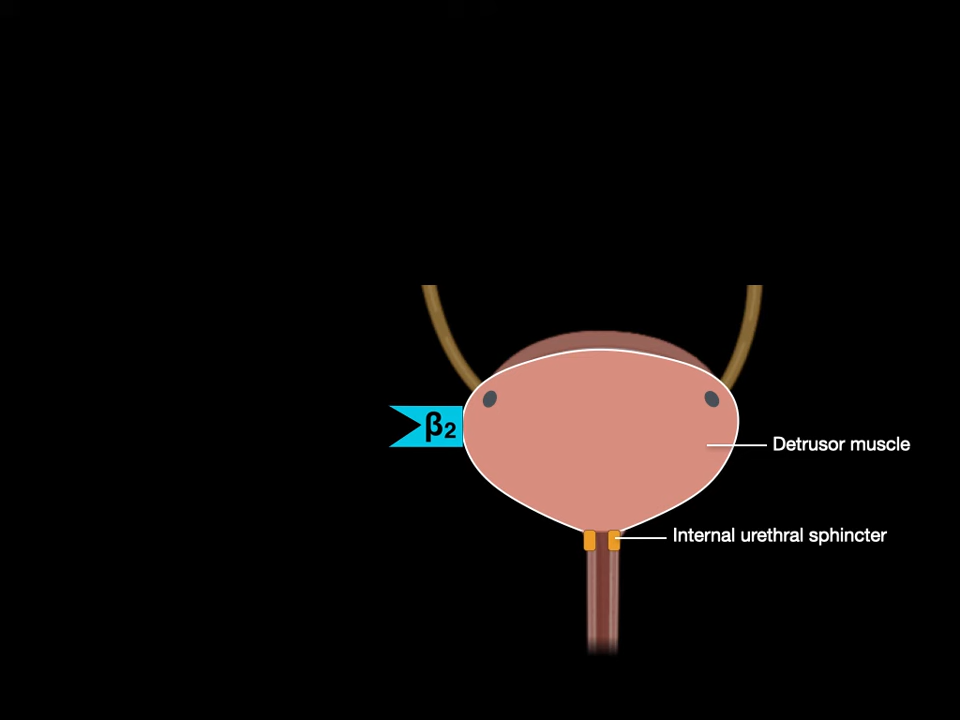 β₂
Detrusor muscle
Internal urethral sphincter